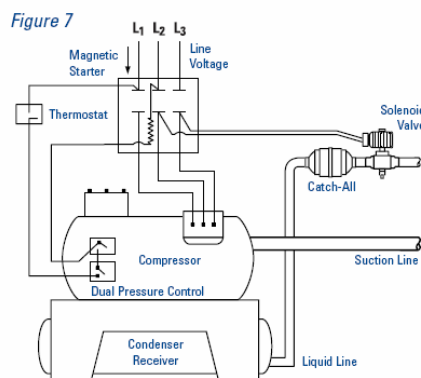 Figure 7
L1 L2 L3
Magnetic
Starter
Line
Voltage
Thermostat
Solenoid
Valve
Catch-All
Compressor
Suction Line
Dual Pressure Control
Condenser
Receiver
Liquid Line